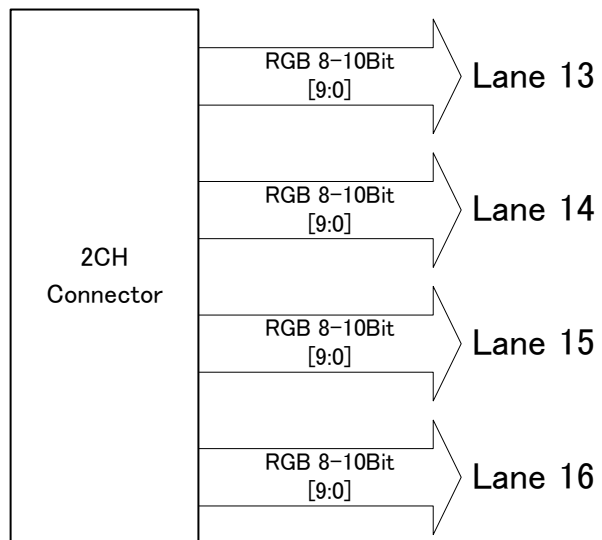 RGB 8-10Bit
[9:0]
Lane 13
RGB 8-10Bit
[9:0]
Lane 14
2CH
Connector
RGB 8-10Bit
[9:0]
Lane 15
RGB 8-10Bit
[9:0]
Lane 16